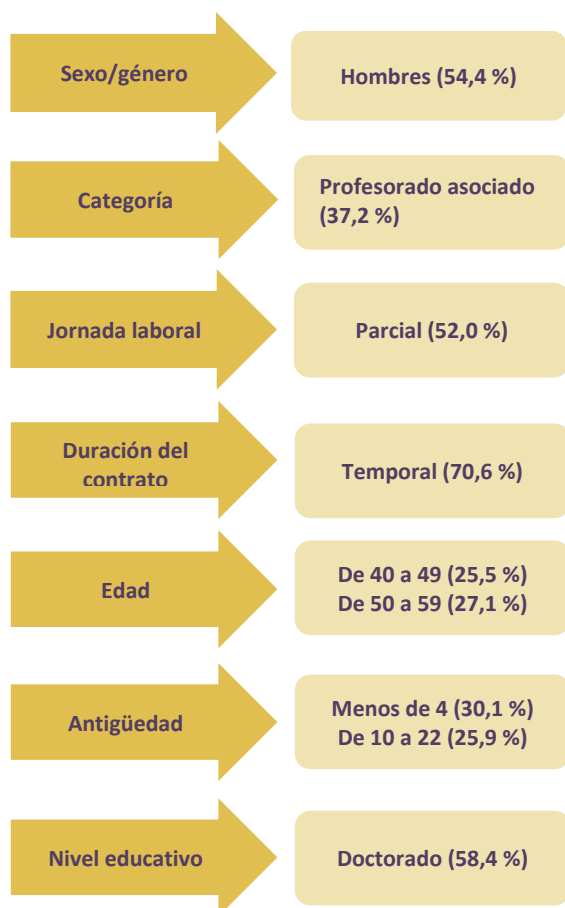 Sexo/género
Hombres (54,4 %)
Categoría
Profesorado asociado
(37,2 %)
Jornada laboral
Parcial (52,0 %)
Duración del
contrato
Temporal (70,6 %)
Edad
De 40 a 49 (25,5 %)
De 50 a 59 (27,1 %)
Antigüedad
Menos de 4 (30,1 %)
De 10 a 22 (25,9 %)
Nivel educativo
Doctorado (58,4 %)